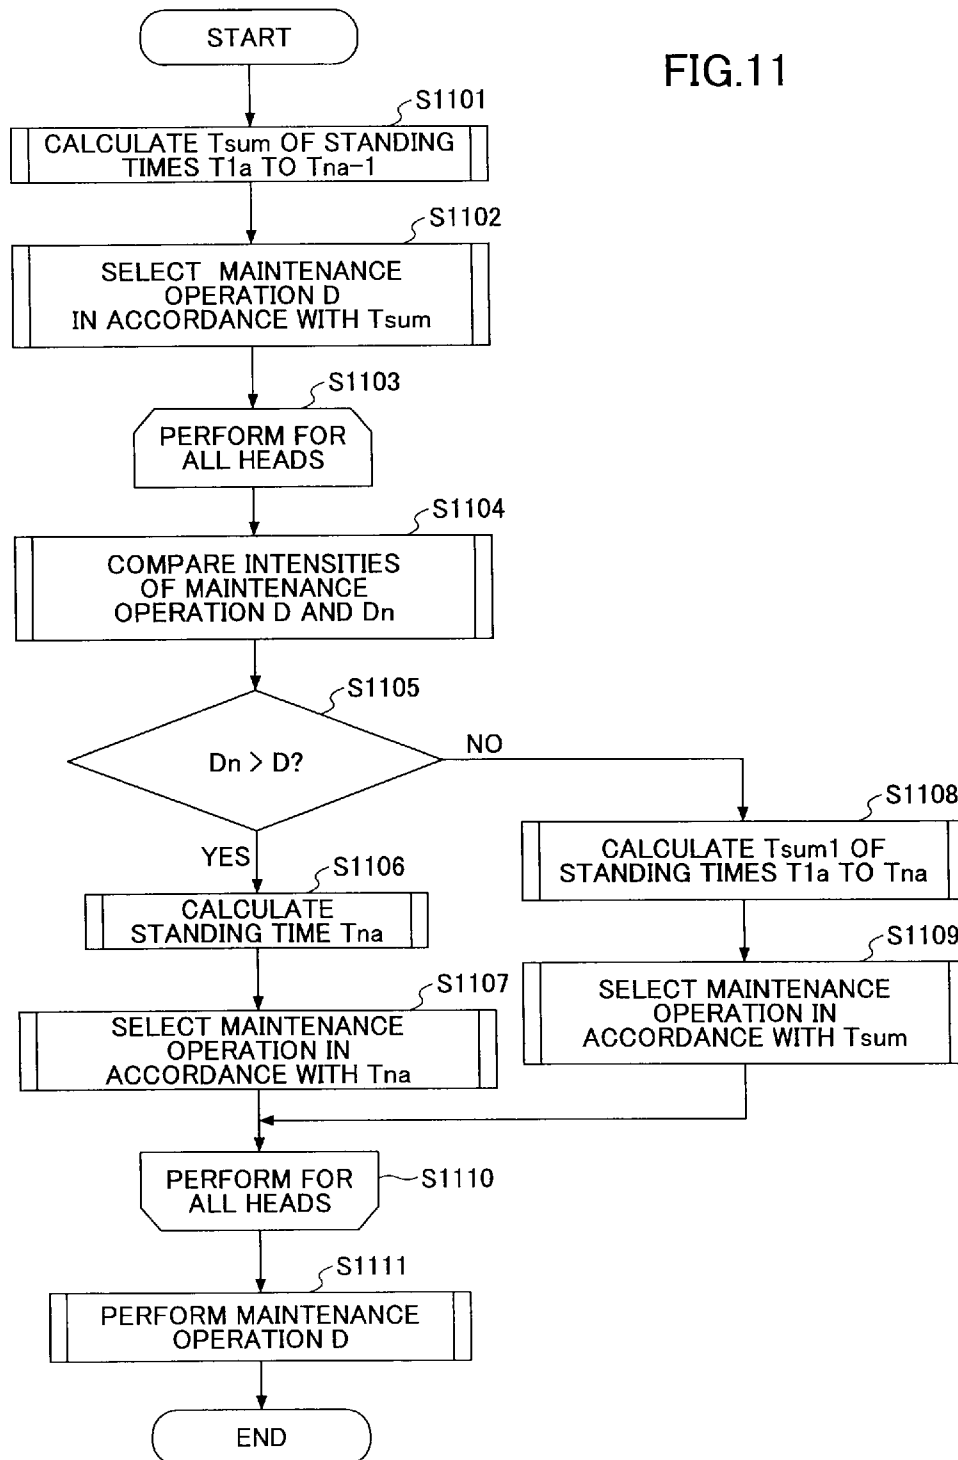 START
FIG.11
S1101
CALCULATE Tsum OF STANDING
TIMES T1a TO Tna-1
S1102
SELECT MAINTENANCE
OPERATION D
IN ACCORDANCE WITH Tsum
S1103
PERFORM FOR
ALL HEADS
S1104
COMPARE INTENSITIES
OF MAINTENANCE
OPERATION D AND Dn
S1105
Dn > D?
NO
YES
S1106
CALCULATE
STANDING TIME Tna
S1107
SELECT MAINTENANCE
OPERATION IN
ACCORDANCE WITH Tna
S1108
CALCULATE Tsum1 OF
STANDING TIMES T1a TO Tna
S1109
SELECT MAINTENANCE
OPERATION IN
ACCORDANCE WITH Tsum
PERFORM FOR
ALL HEADS
S1110
S1111
PERFORM MAINTENANCE
OPERATION D
END